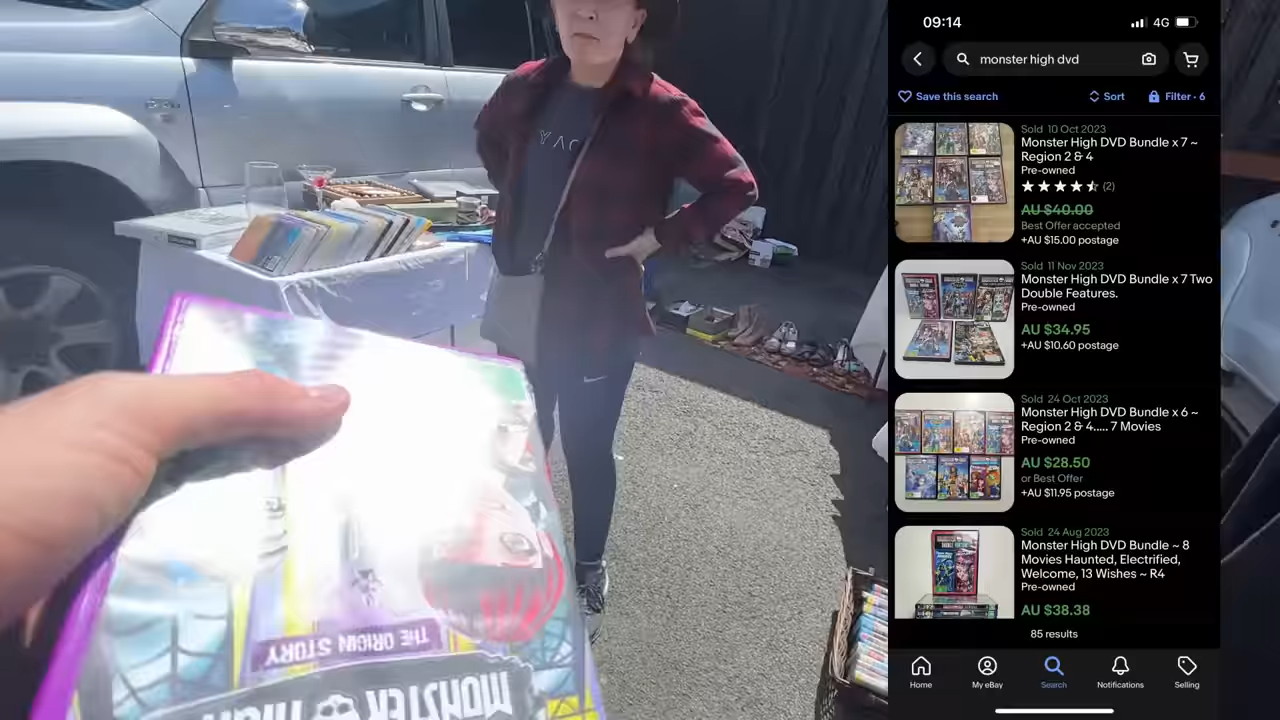 THE ORIGIN STORY
MONSTER HIGH
09:14
4G
monster high dvd
Save this search
Sort
Filter · 6
Sold 10 Oct 2023
Monster High DVD Bundle x 7 ~
Region 2 & 4
Pre-owned
(2)
AU $40.00
Best Offer accepted
+AU $15.00 postage
Sold 11 Nov 2023
Monster High DVD Bundle x 7 Two
Double Features.
Pre-owned
AU $34.95
+AU $10.60 postage
Sold 24 Oct 2023
Monster High DVD Bundle x 6 ~
Region 2 & 4..... 7 Movies
Pre-owned
AU $28.50
or Best Offer
+AU $11.95 postage
Sold 24 Aug 2023
Monster High DVD Bundle ~ 8
Movies Haunted, Electrified,
Welcome, 13 Wishes ~ R4
Pre-owned
AU $38.38
85 results
Home
My eBay
Search
Notifications
Selling